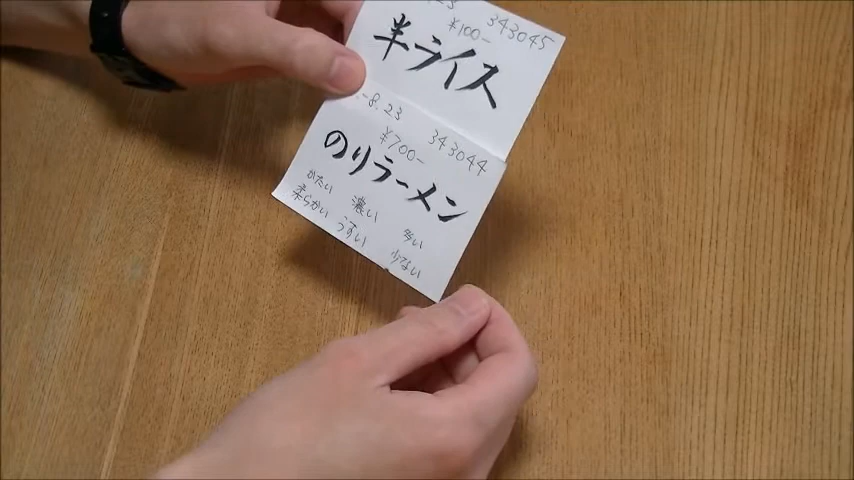 23 343045
¥100-
半ライス
-8.23 343044
¥700-
のりラーメン
かたい 濃い 多い
柔らかい うすい 少ない